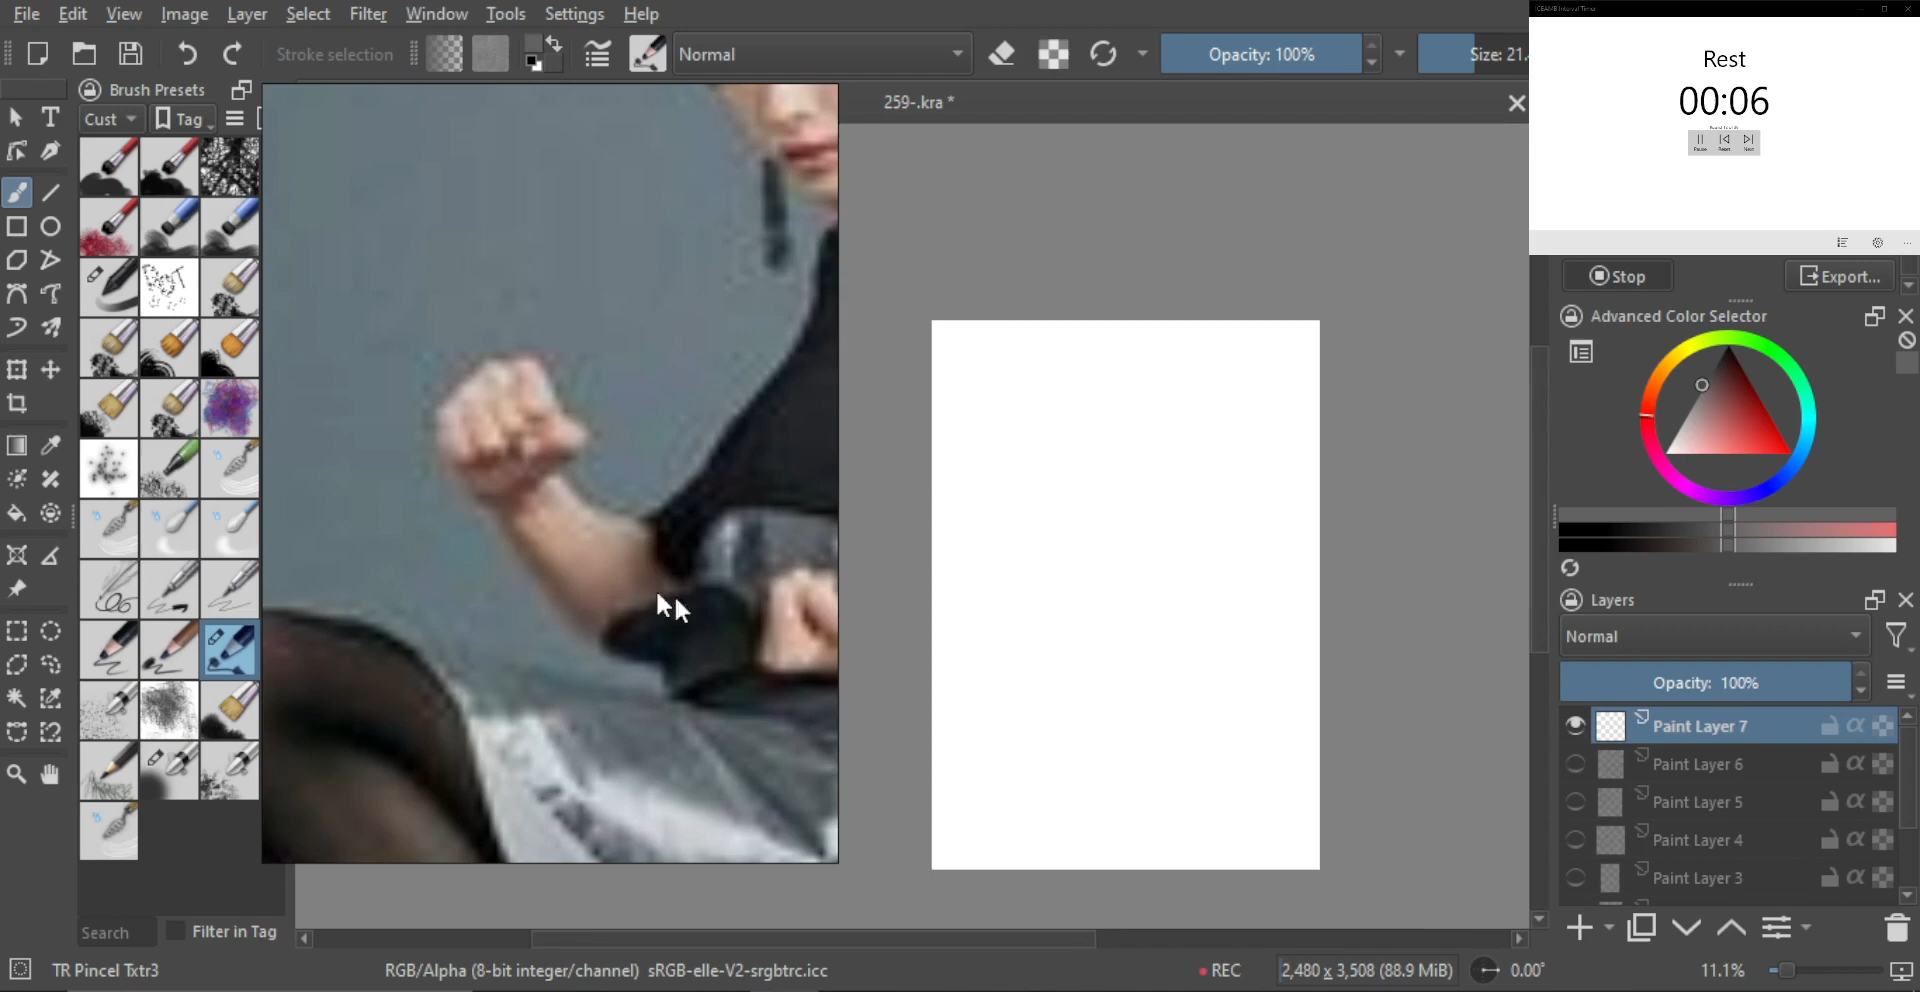 File Edit View Image Layer Select Filter Window Tools Settings Help
ICEAMB Interval Timer
Stroke selection
Normal
Opacity: 100%
Size: 21.
Rest
00:06
Pause Reset Next
Brush Presets
259-.kra *
Cust
Tag
Stop
Export...
Advanced Color Selector
Layers
Normal
Opacity: 100%
Paint Layer 7
Paint Layer 6
Paint Layer 5
Paint Layer 4
Paint Layer 3
Search
Filter in Tag
TR Pincel Txtr3
RGB/Alpha (8-bit integer/channel) sRGB-elle-V2-srgbtrc.icc
REC
2,480 x 3,508 (88.9 MiB)
0.00°
11.1%